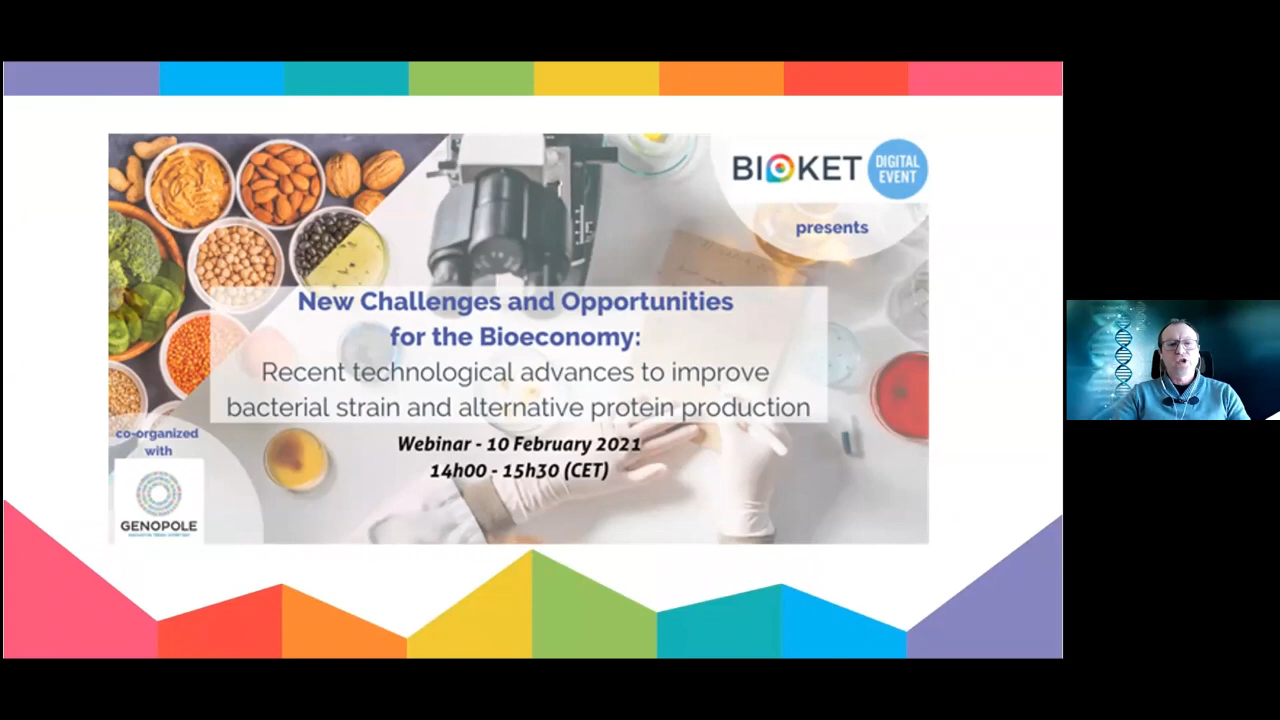 BIOKET
DIGITAL
EVENT
presents
New Challenges and Opportunities
for the Bioeconomy:
Recent technological advances to improve
bacterial strain and alternative protein production
Webinar - 10 February 2021
14h00 - 15h30 (CET)
co-organized
with
GENOPOLE